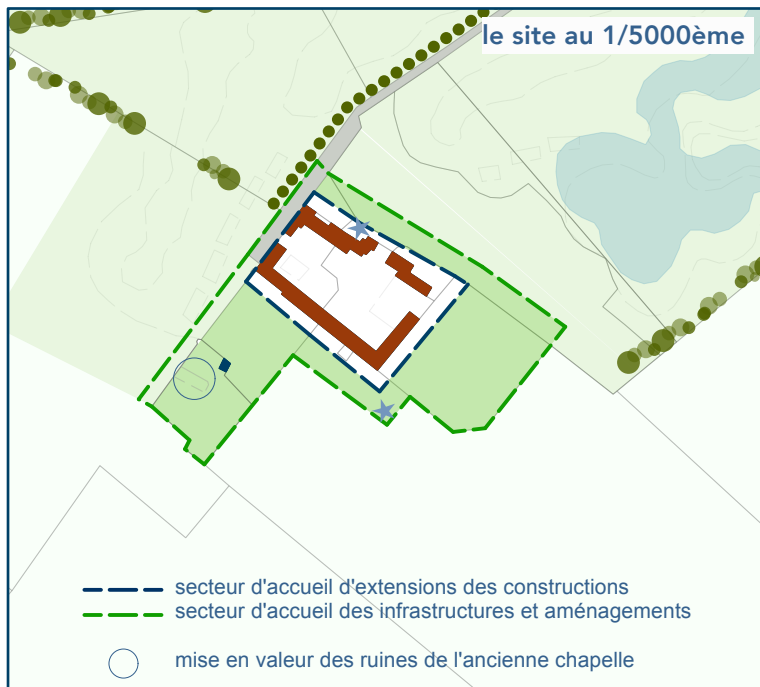 le site au 1/5000ème
secteur d'accueil d'extensions des constructions
secteur d'accueil des infrastructures et aménagements
mise en valeur des ruines de l'ancienne chapelle